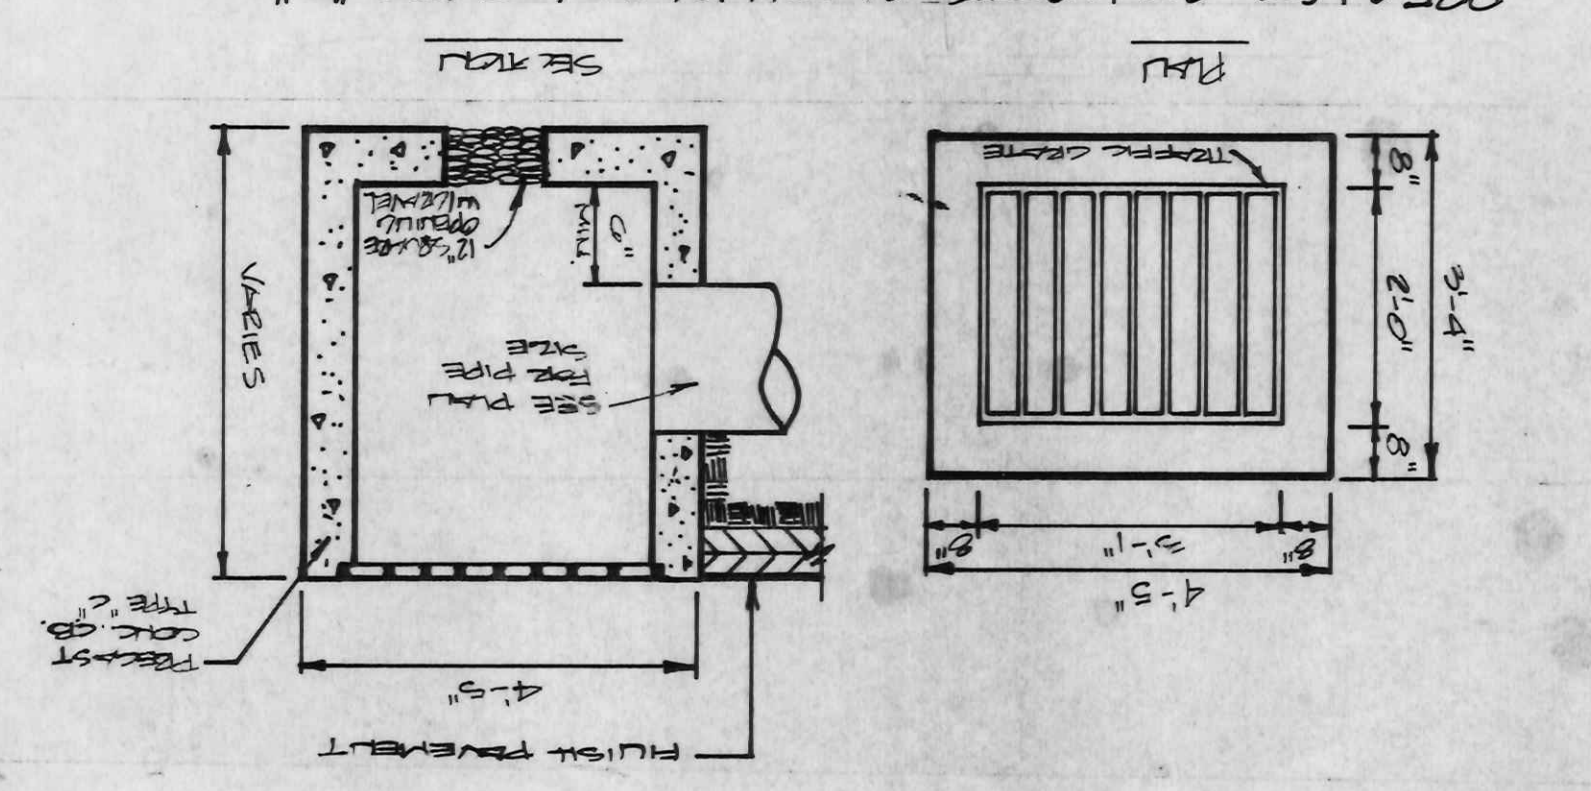 FINISH PAVEMENT
4'-5"
PRECAST
CONC. CB.
TYPE "C"
VARIES
SEE PLAN
FOR PIPE
SIZE
6"
MIN.
12" SQUARE
OPENING
W/GRAVEL
SECTION
4'-5"
8"
3'-1"
8"
8"
2'-0"
8"
3'-4"
TRAFFIC GRATE
PLAN